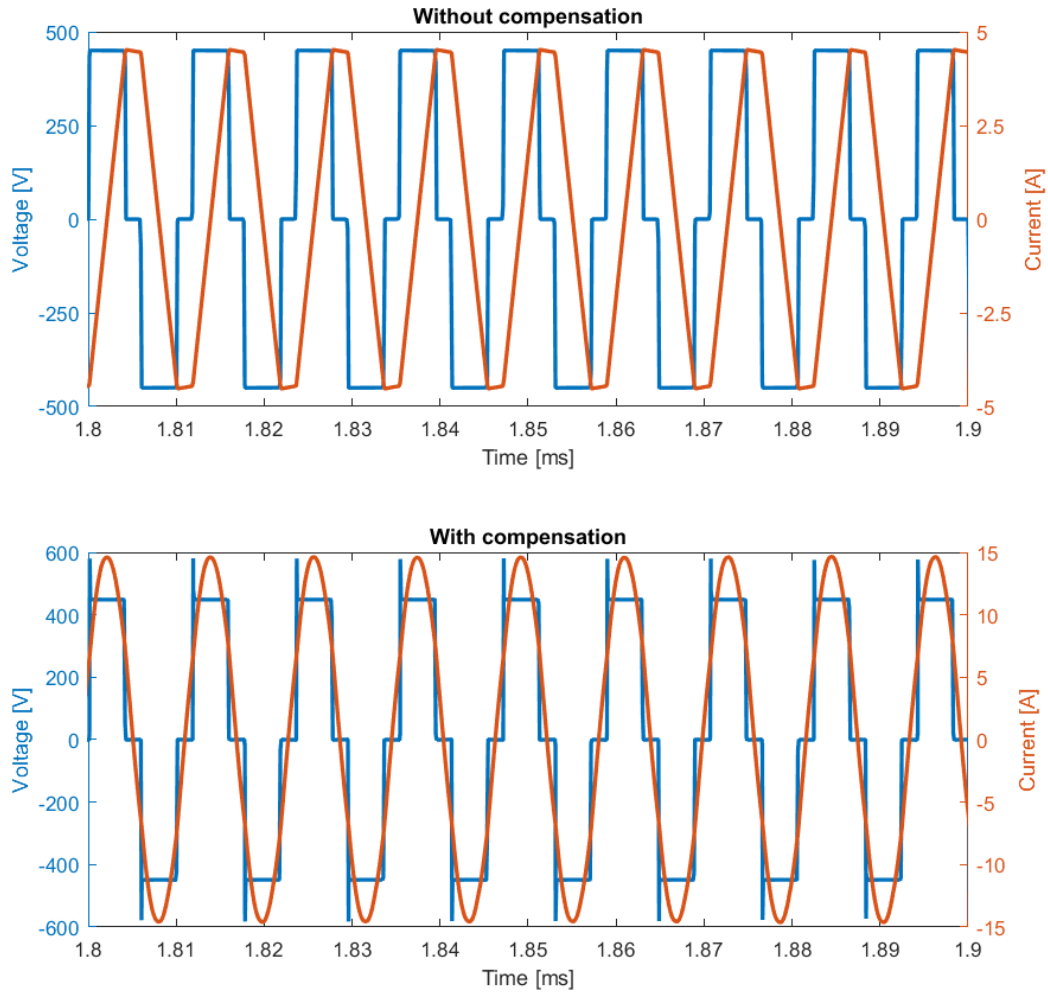 Without compensation
500
250
0
-250
-500
Voltage [V]
5
2.5
0
-2.5
-5
Current [A]
1.8 1.81 1.82 1.83 1.84 1.85 1.86 1.87 1.88 1.89 1.9
Time [ms]
With compensation
600
400
200
0
-200
-400
-600
Voltage [V]
15
10
5
0
-5
-10
-15
Current [A]
1.8 1.81 1.82 1.83 1.84 1.85 1.86 1.87 1.88 1.89 1.9
Time [ms]